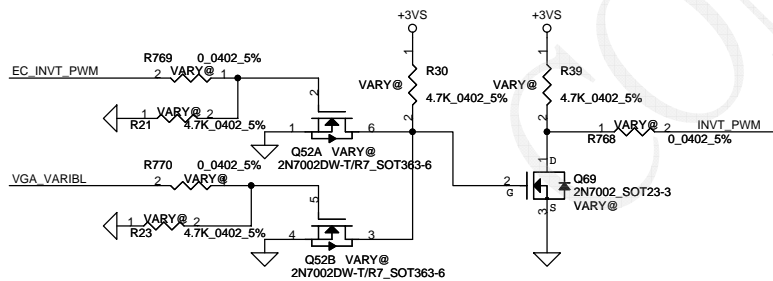 +3VS
+3VS
R769
0_0402_5%
EC_INVT_PWM
2
VARY@
1
VARY@
R30
VARY@
R39
4.7K_0402_5%
4.7K_0402_5%
1
1
2
2
1
VARY@
2
R21
4.7K_0402_5%
2
1
6
INVT_PWM
1
VARY@
2
R768
0_0402_5%
Q52A VARY@
2N7002DW-T/R7_SOT363-6
R770
0_0402_5%
VGA_VARIBL
2
VARY@
1
1
D
2
G
Q69
2N7002_SOT23-3
VARY@
3
S
5
1
VARY@
2
R23
4.7K_0402_5%
4
3
Q52B VARY@
2N7002DW-T/R7_SOT363-6